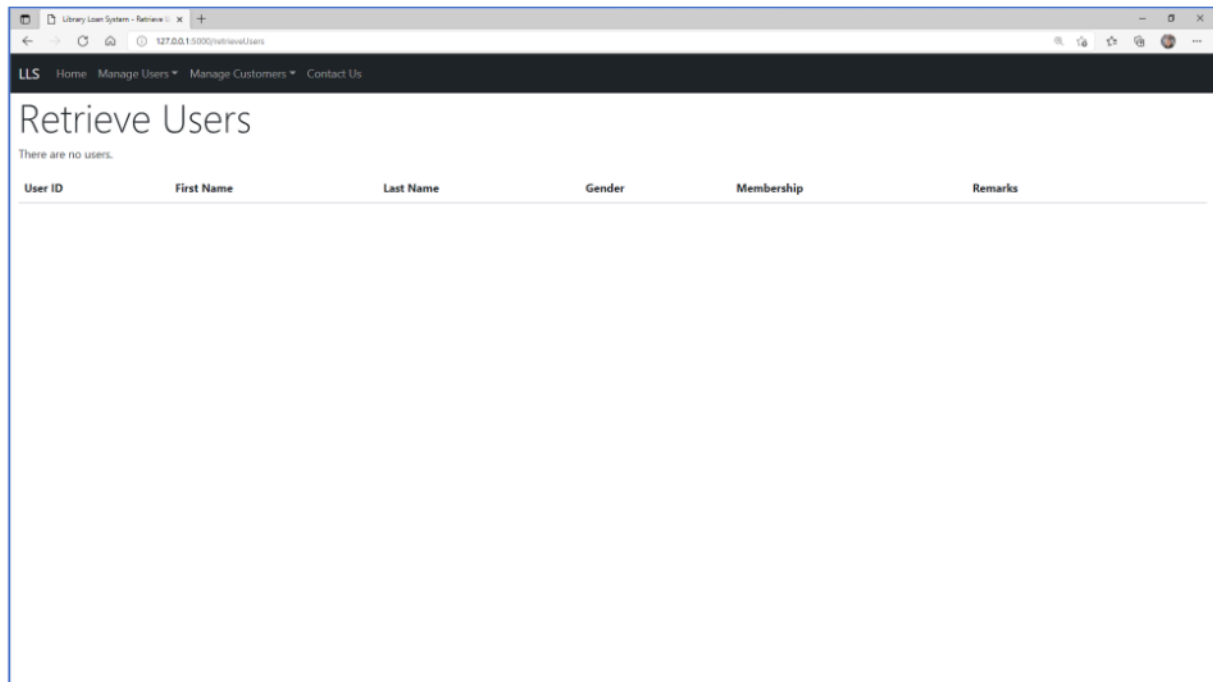 Library Loan System - Retrieve U
127.0.0.1:5000/retrieveUsers
LLS Home Manage Users Manage Customers Contact Us
Retrieve Users
There are no users.
User ID First Name Last Name Gender Membership Remarks